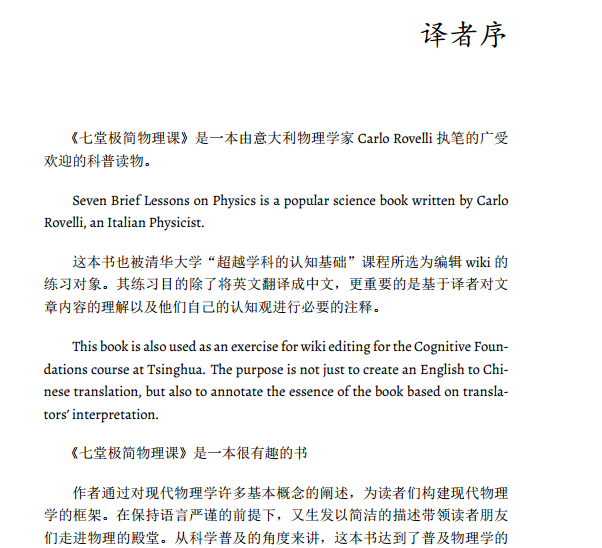 译者序
《七堂极简物理课》是一本由意大利物理学家 Carlo Rovelli 执笔的广受
欢迎的科普读物。
Seven Brief Lessons on Physics is a popular science book written by Carlo
Rovelli, an Italian Physicist.
这本书也被清华大学“超越学科的认知基础”课程所选为编辑 wiki 的
练习对象。其练习目的除了将英文翻译成中文，更重要的是基于译者对文
章内容的理解以及他们自己的认知观进行必要的注释。
This book is also used as an exercise for wiki editing for the Cognitive Foun-
dations course at Tsinghua. The purpose is not just to create an English to Chi-
nese translation, but also to annotate the essence of the book based on transla-
tors’ interpretation.
《七堂极简物理课》是一本很有趣的书
作者通过对现代物理学许多基本概念的阐述，为读者们构建现代物理
学的框架。在保持语言严谨的前提下，又生发以简洁的描述带领读者朋友
们走进物理的殿堂。从科学普及的角度来讲，这本书达到了普及物理学的